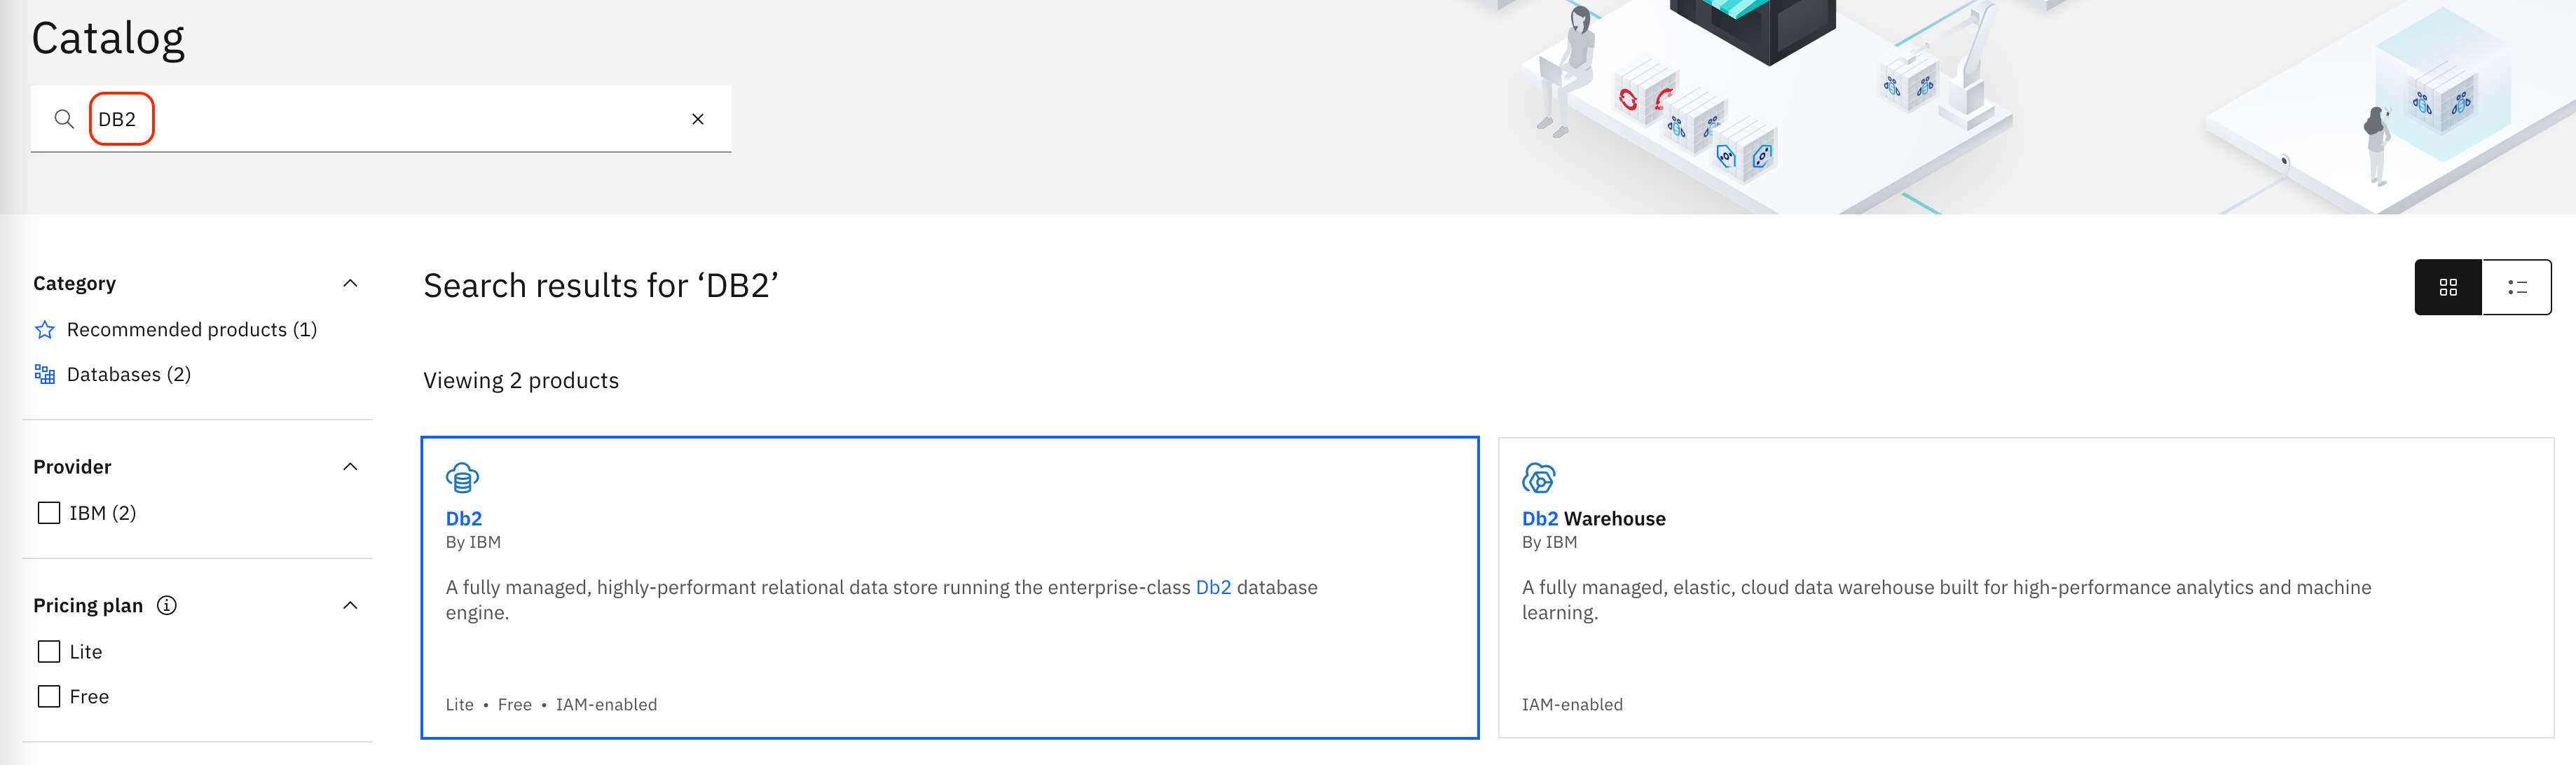 Catalog
DB2
Category
Recommended products (1)
Databases (2)
Provider
IBM (2)
Pricing plan
Lite
Free
Search results for ‘DB2’
Viewing 2 products
Db2
By IBM
A fully managed, highly-performant relational data store running the enterprise-class Db2 database
engine.
Lite • Free • IAM-enabled
Db2 Warehouse
By IBM
A fully managed, elastic, cloud data warehouse built for high-performance analytics and machine
learning.
IAM-enabled